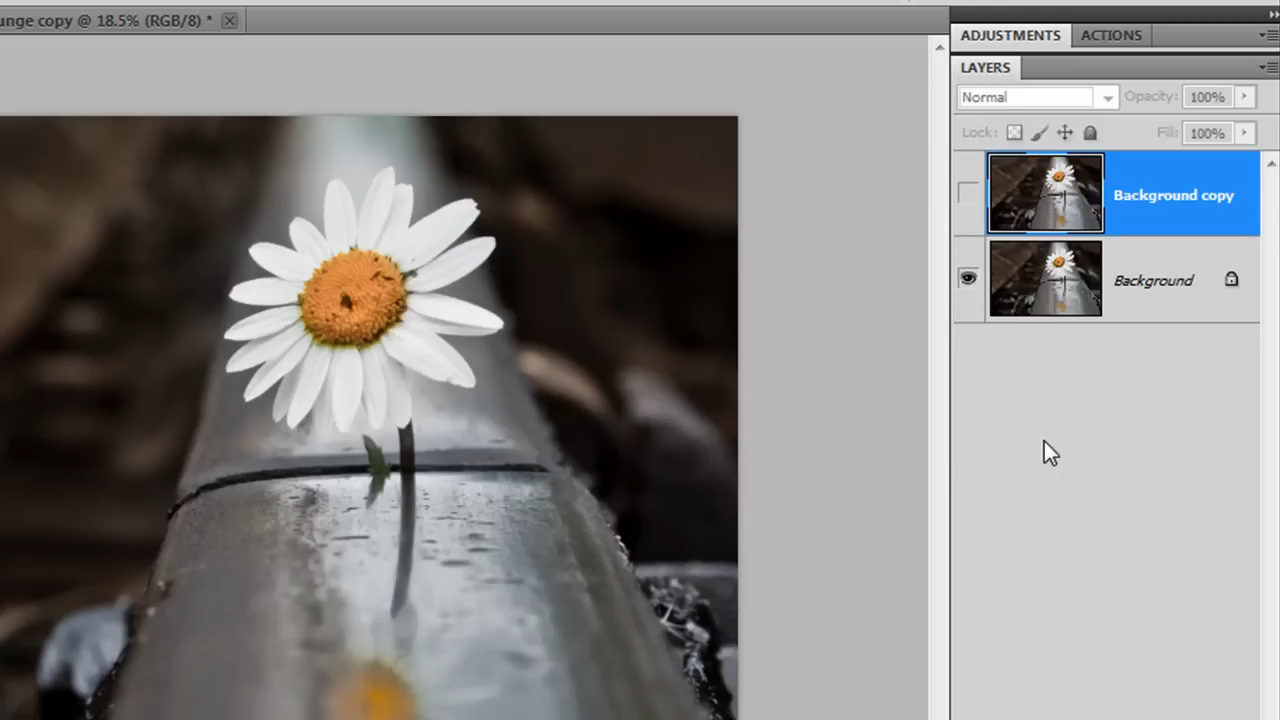 unge copy @ 18.5% (RGB/8) *
ADJUSTMENTS ACTIONS
LAYERS
Normal Opacity: 100%
Lock: Fill: 100%
Background copy
Background